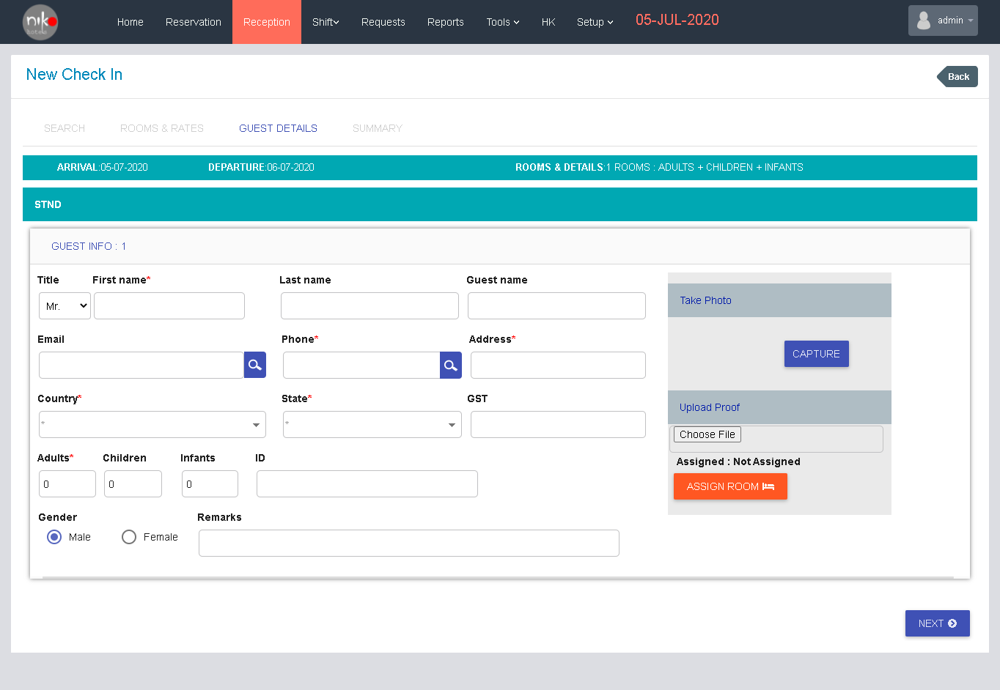 niko
hotels
Home Reservation Reception Shift Requests Reports Tools HK Setup 05-JUL-2020 admin
New Check In
Back
SEARCH ROOMS & RATES GUEST DETAILS SUMMARY
ARRIVAL:05-07-2020 DEPARTURE:06-07-2020 ROOMS & DETAILS:1 ROOMS : ADULTS + CHILDREN + INFANTS
STND
GUEST INFO : 1
Title First name* Last name Guest name
Mr.
Take Photo
Email Phone* Address*
CAPTURE
Country* State* GST
* *
Upload Proof
Choose File
Adults* Children Infants ID
Assigned : Not Assigned
0 0 0
ASSIGN ROOM
Gender Remarks
Male Female
NEXT